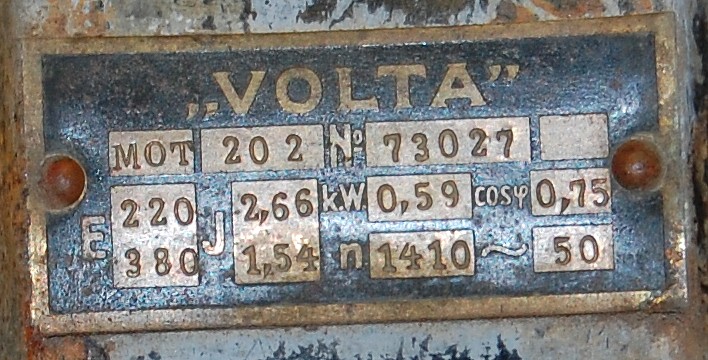 „VOLTA”
MOT 202 № 73027
E 220 J 2,66 kW 0,59 cosφ 0,75
380 1,54 n 1410 ~ 50